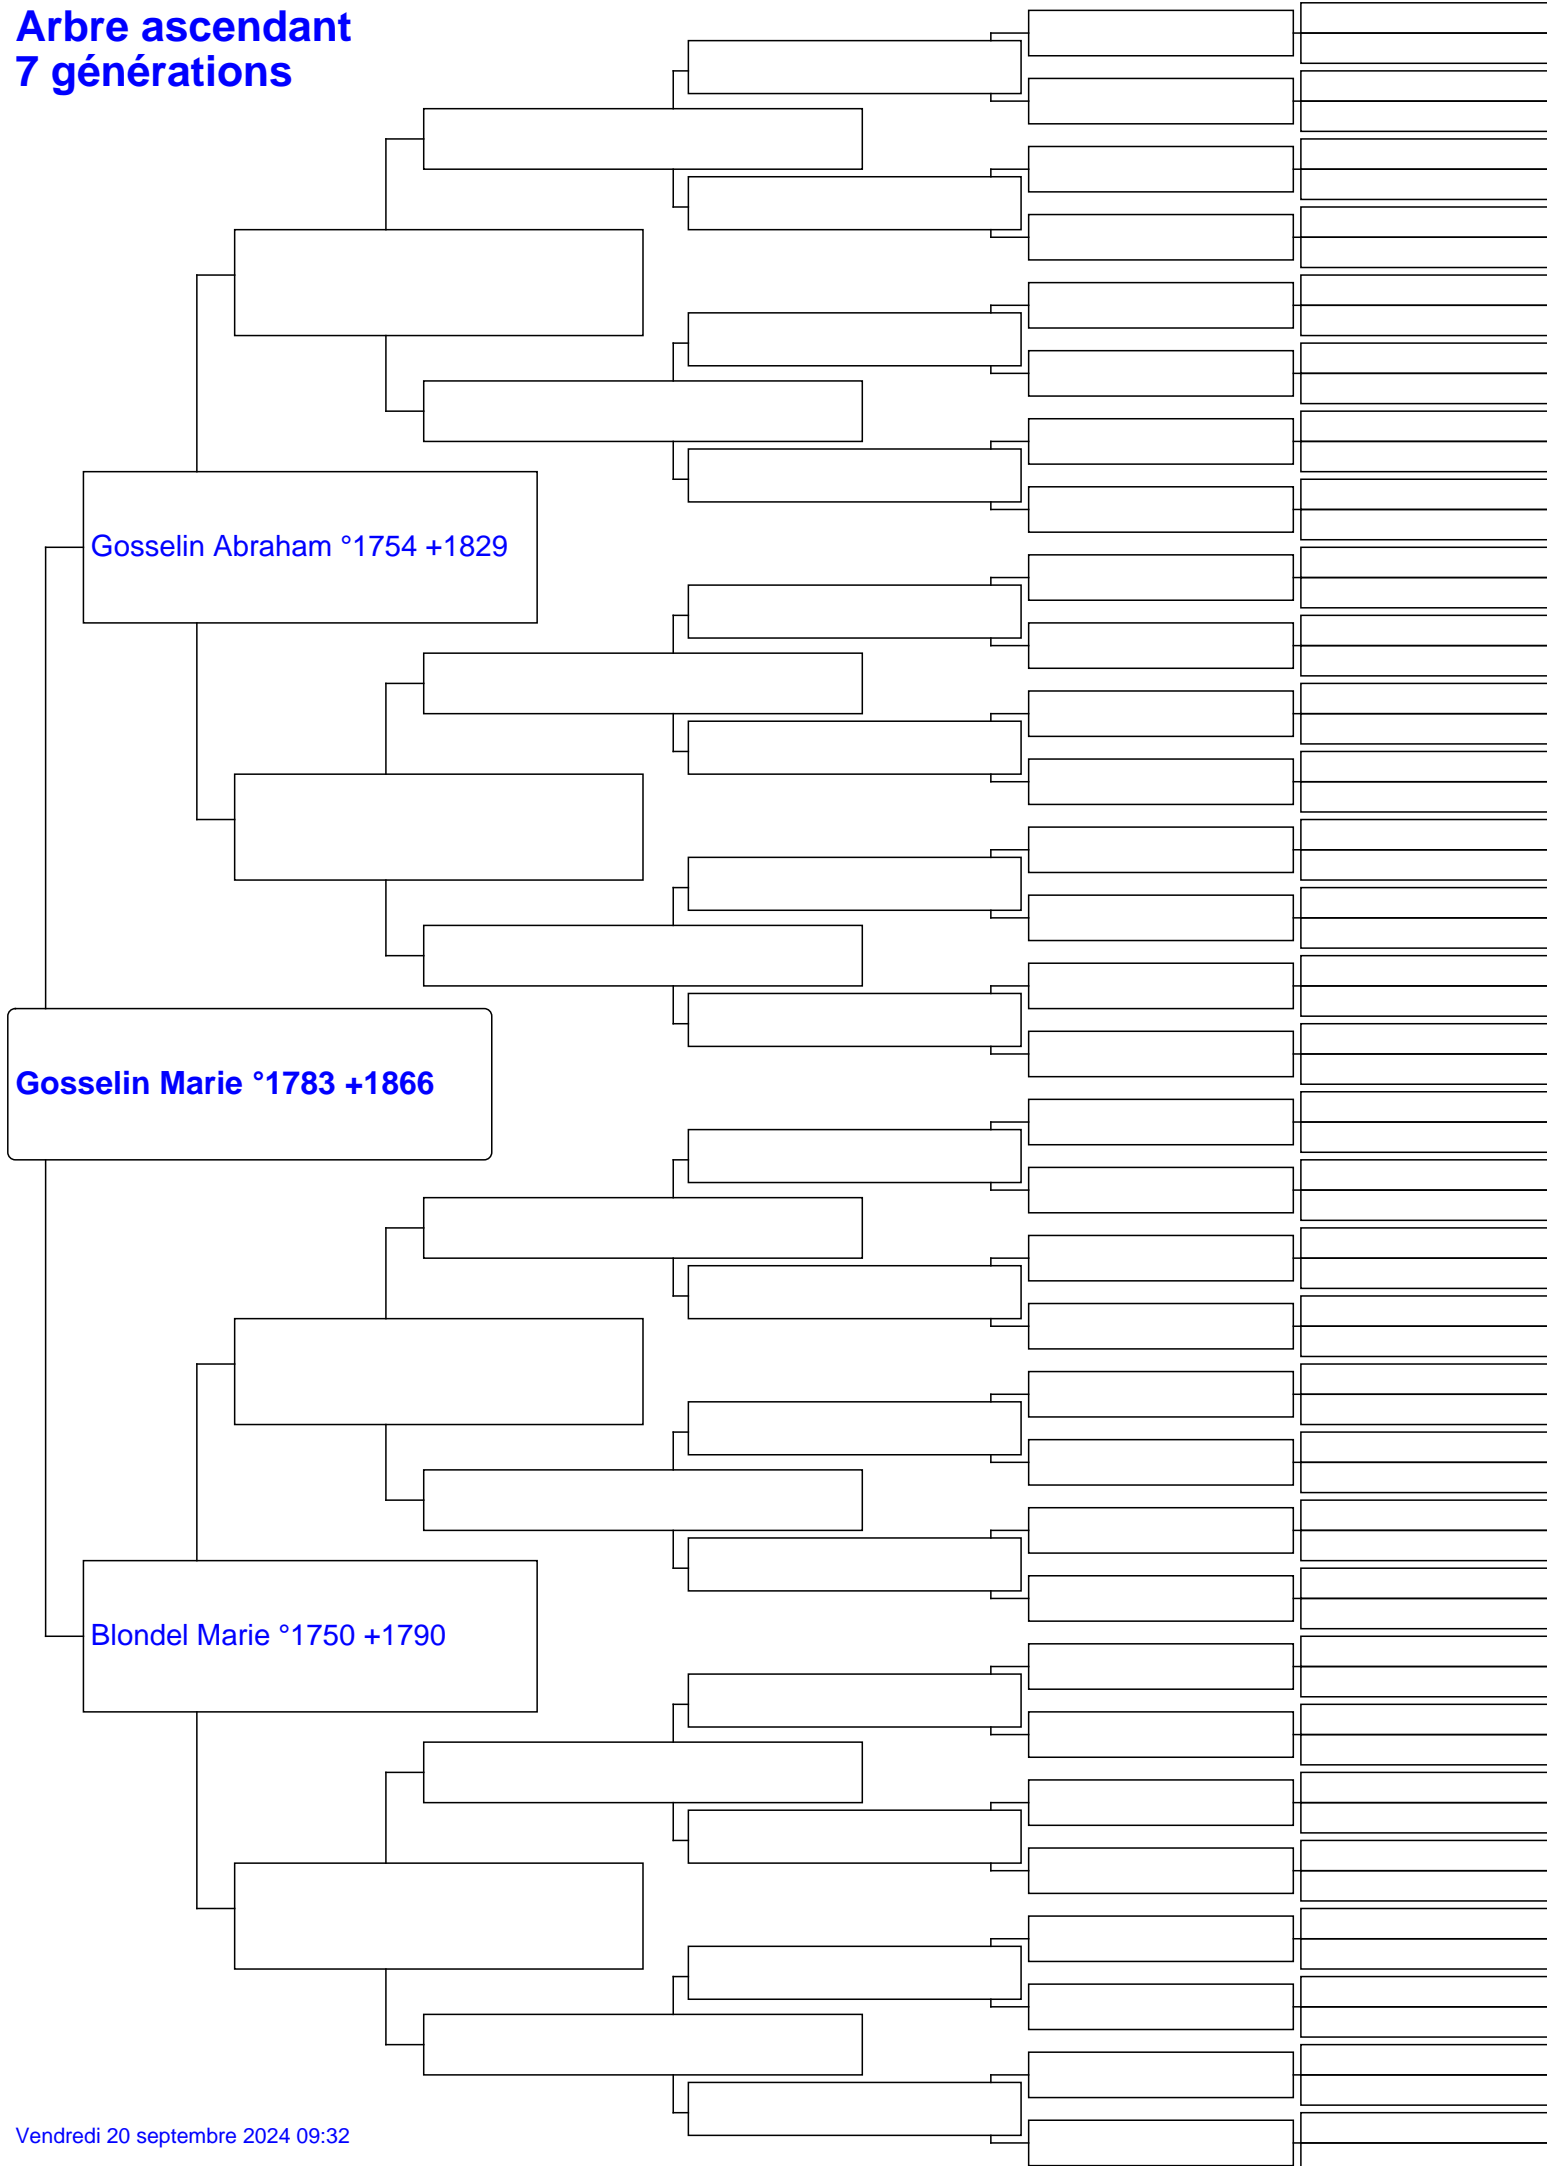 Arbre ascendant
7 générations
Gosselin Abraham °1754 +1829
Gosselin Marie °1783 +1866
Blondel Marie °1750 +1790
Vendredi 20 septembre 2024 09:32